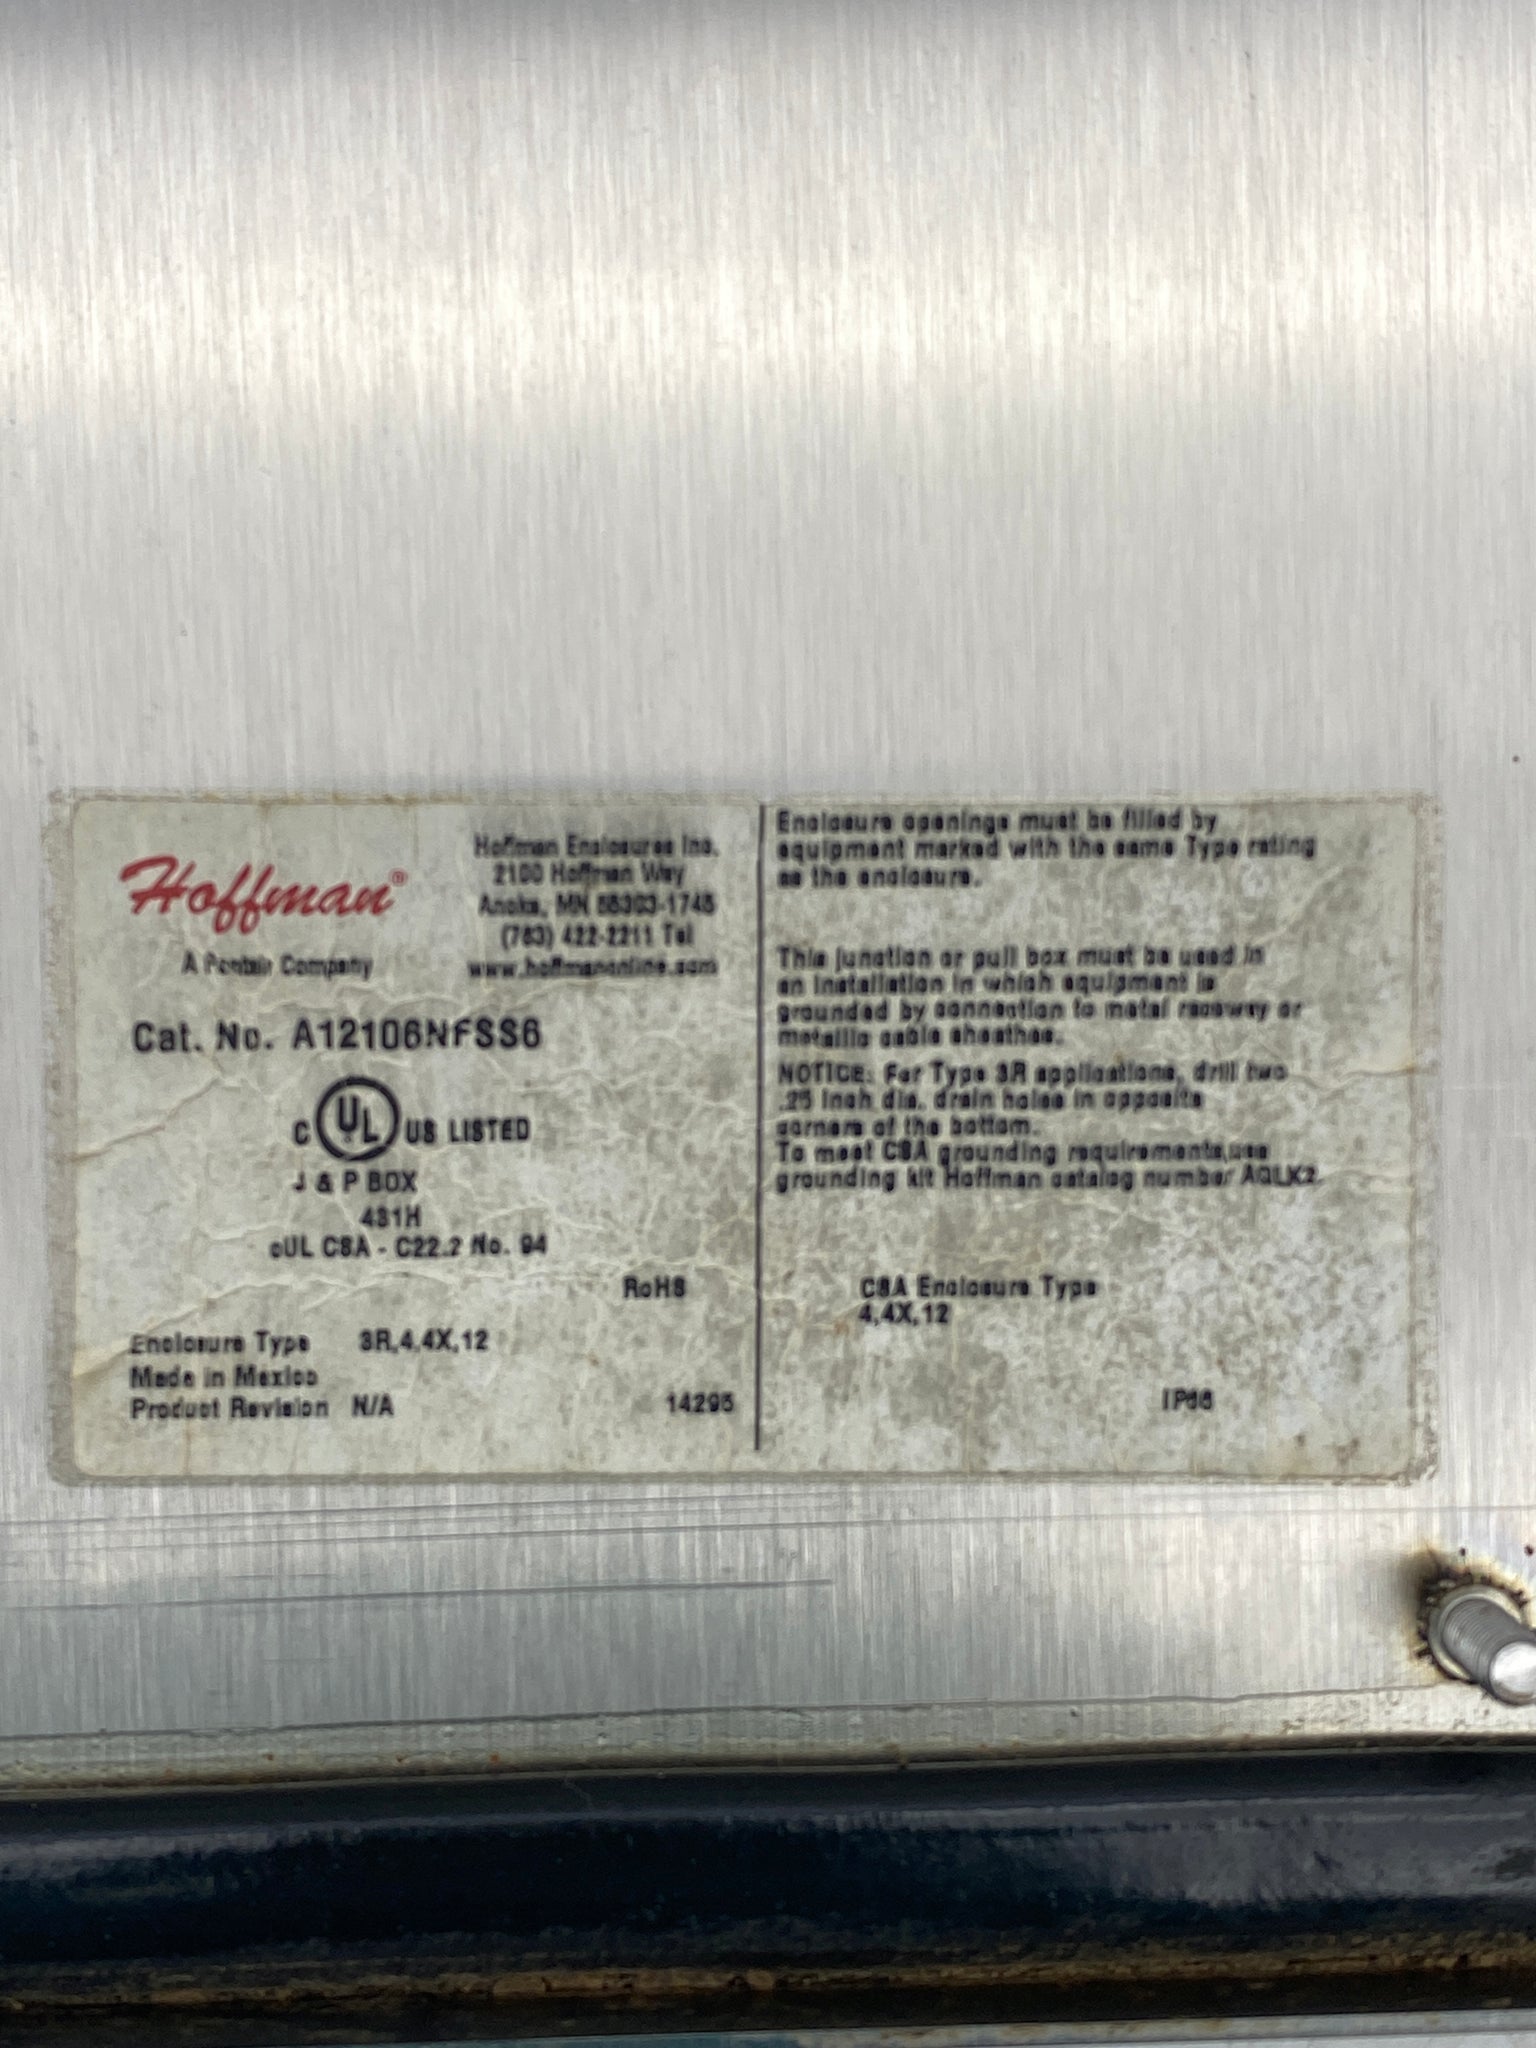 Hoffman®
A Pentair Company
Hoffman Enclosures Inc.
2100 Hoffman Way
Anoka, MN 55303-1745
(763) 422-2211 Tel
www.hoffmanonline.com
Cat. No. A12106NFSS6
C UL US LISTED
J & P BOX
431H
cUL CSA - C22.2 No. 94
RoHS
Enclosure Type 3R,4,4X,12
Made in Mexico
Product Revision N/A
14295
Enclosure openings must be filled by
equipment marked with the same Type rating
as the enclosure.
This junction or pull box must be used in
an installation in which equipment is
grounded by connection to metal raceway or
metallic cable sheathes.
NOTICE: For Type 3R applications, drill two
.25 inch dia. drain holes in opposite
corners of the bottom.
To meet CSA grounding requirements,use
grounding kit Hoffman catalog number AGLK2.
CSA Enclosure Type
4,4X,12
IP66